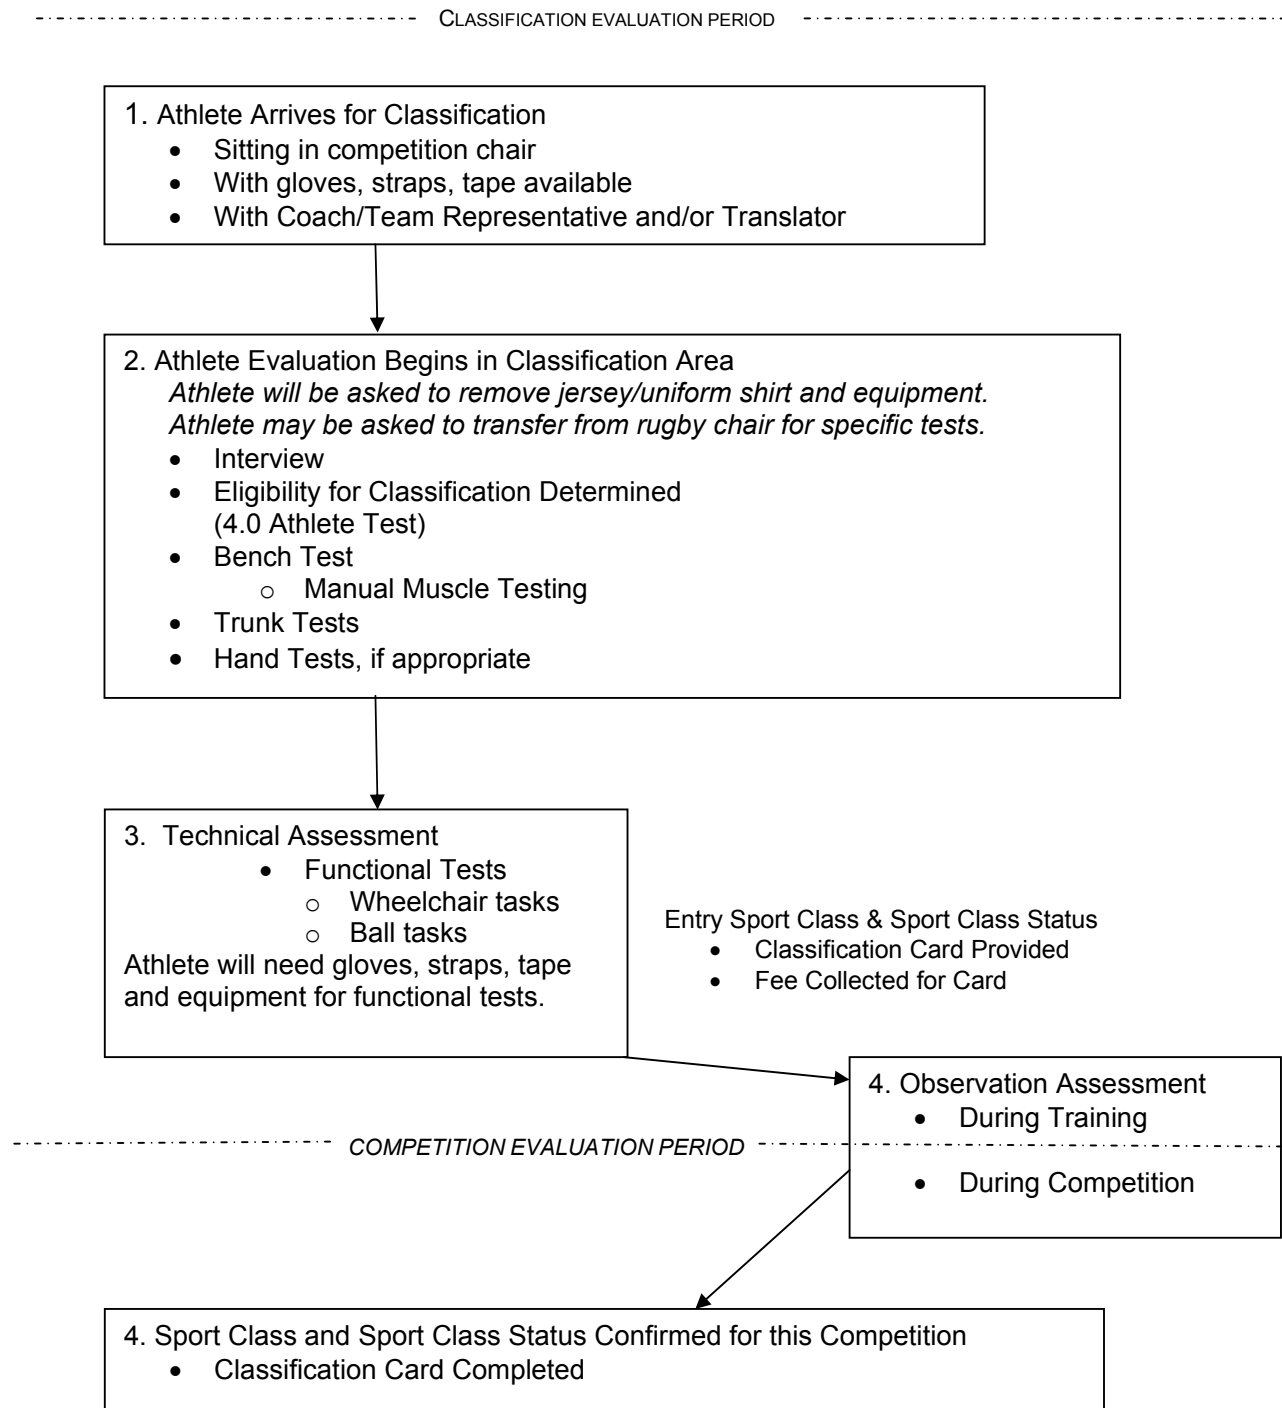 CLASSIFICATION EVALUATION PERIOD
1. Athlete Arrives for Classification
• Sitting in competition chair
• With gloves, straps, tape available
• With Coach/Team Representative and/or Translator
2. Athlete Evaluation Begins in Classification Area
Athlete will be asked to remove jersey/uniform shirt and equipment.
Athlete may be asked to transfer from rugby chair for specific tests.
• Interview
• Eligibility for Classification Determined
(4.0 Athlete Test)
• Bench Test
o Manual Muscle Testing
• Trunk Tests
• Hand Tests, if appropriate
3. Technical Assessment
• Functional Tests
o Wheelchair tasks
o Ball tasks
Athlete will need gloves, straps, tape
and equipment for functional tests.
Entry Sport Class & Sport Class Status
• Classification Card Provided
• Fee Collected for Card
4. Observation Assessment
• During Training
COMPETITION EVALUATION PERIOD
• During Competition
4. Sport Class and Sport Class Status Confirmed for this Competition
• Classification Card Completed